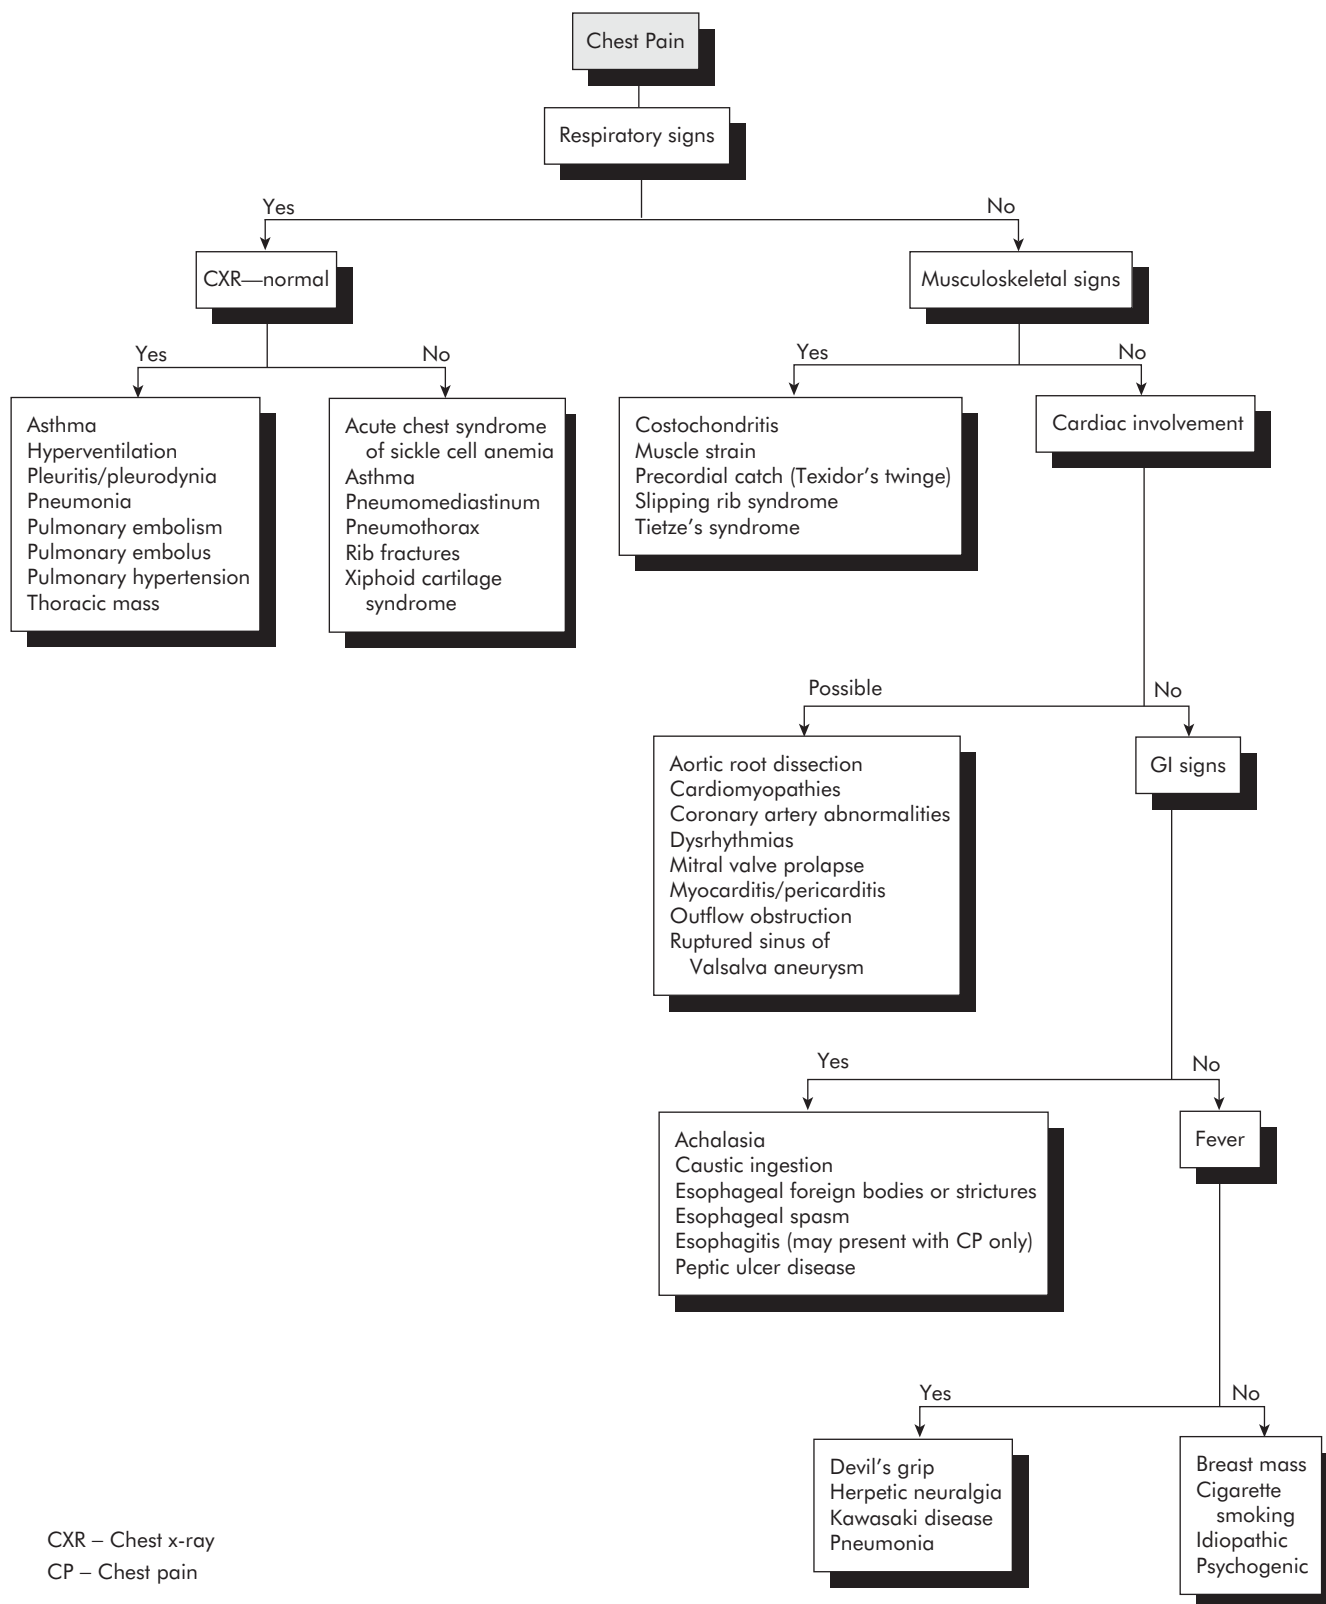 Chest Pain
Respiratory signs
Yes
No
CXR—normal
Musculoskeletal signs
Yes
No
Yes
No
Asthma
Hyperventilation
Pleuritis/pleurodynia
Pneumonia
Pulmonary embolism
Pulmonary embolus
Pulmonary hypertension
Thoracic mass
Acute chest syndrome
of sickle cell anemia
Asthma
Pneumomediastinum
Pneumothorax
Rib fractures
Xiphoid cartilage
syndrome
Costochondritis
Muscle strain
Precordial catch (Texidor’s twinge)
Slipping rib syndrome
Tietze’s syndrome
Cardiac involvement
Possible
No
Aortic root dissection
Cardiomyopathies
Coronary artery abnormalities
Dysrhythmias
Mitral valve prolapse
Myocarditis/pericarditis
Outflow obstruction
Ruptured sinus of
Valsalva aneurysm
GI signs
Yes
No
Achalasia
Caustic ingestion
Esophageal foreign bodies or strictures
Esophageal spasm
Esophagitis (may present with CP only)
Peptic ulcer disease
Fever
Yes
No
Devil’s grip
Herpetic neuralgia
Kawasaki disease
Pneumonia
Breast mass
Cigarette
smoking
Idiopathic
Psychogenic
CXR – Chest x-ray
CP – Chest pain